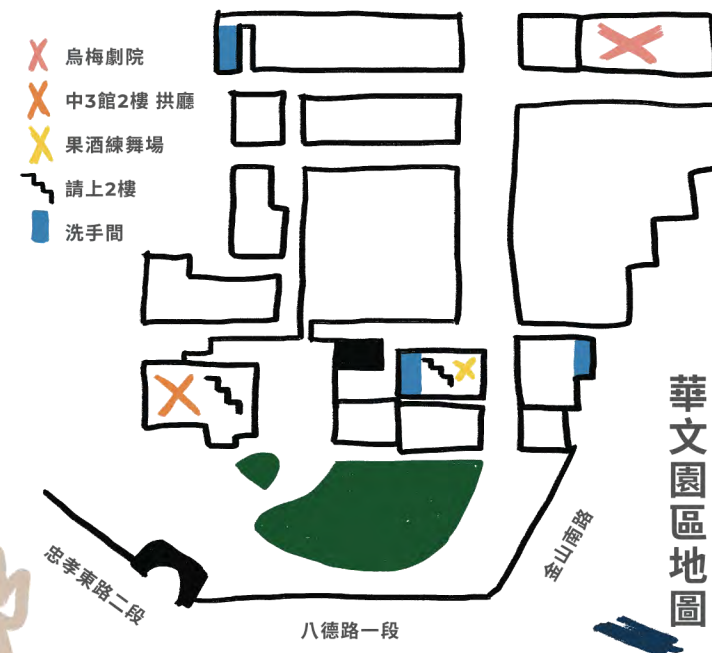 烏梅劇院
中3館2樓 拱廳
果酒練舞場
請上2樓
洗手間
華文園區地圖
忠孝東路二段
八德路一段
金山南路